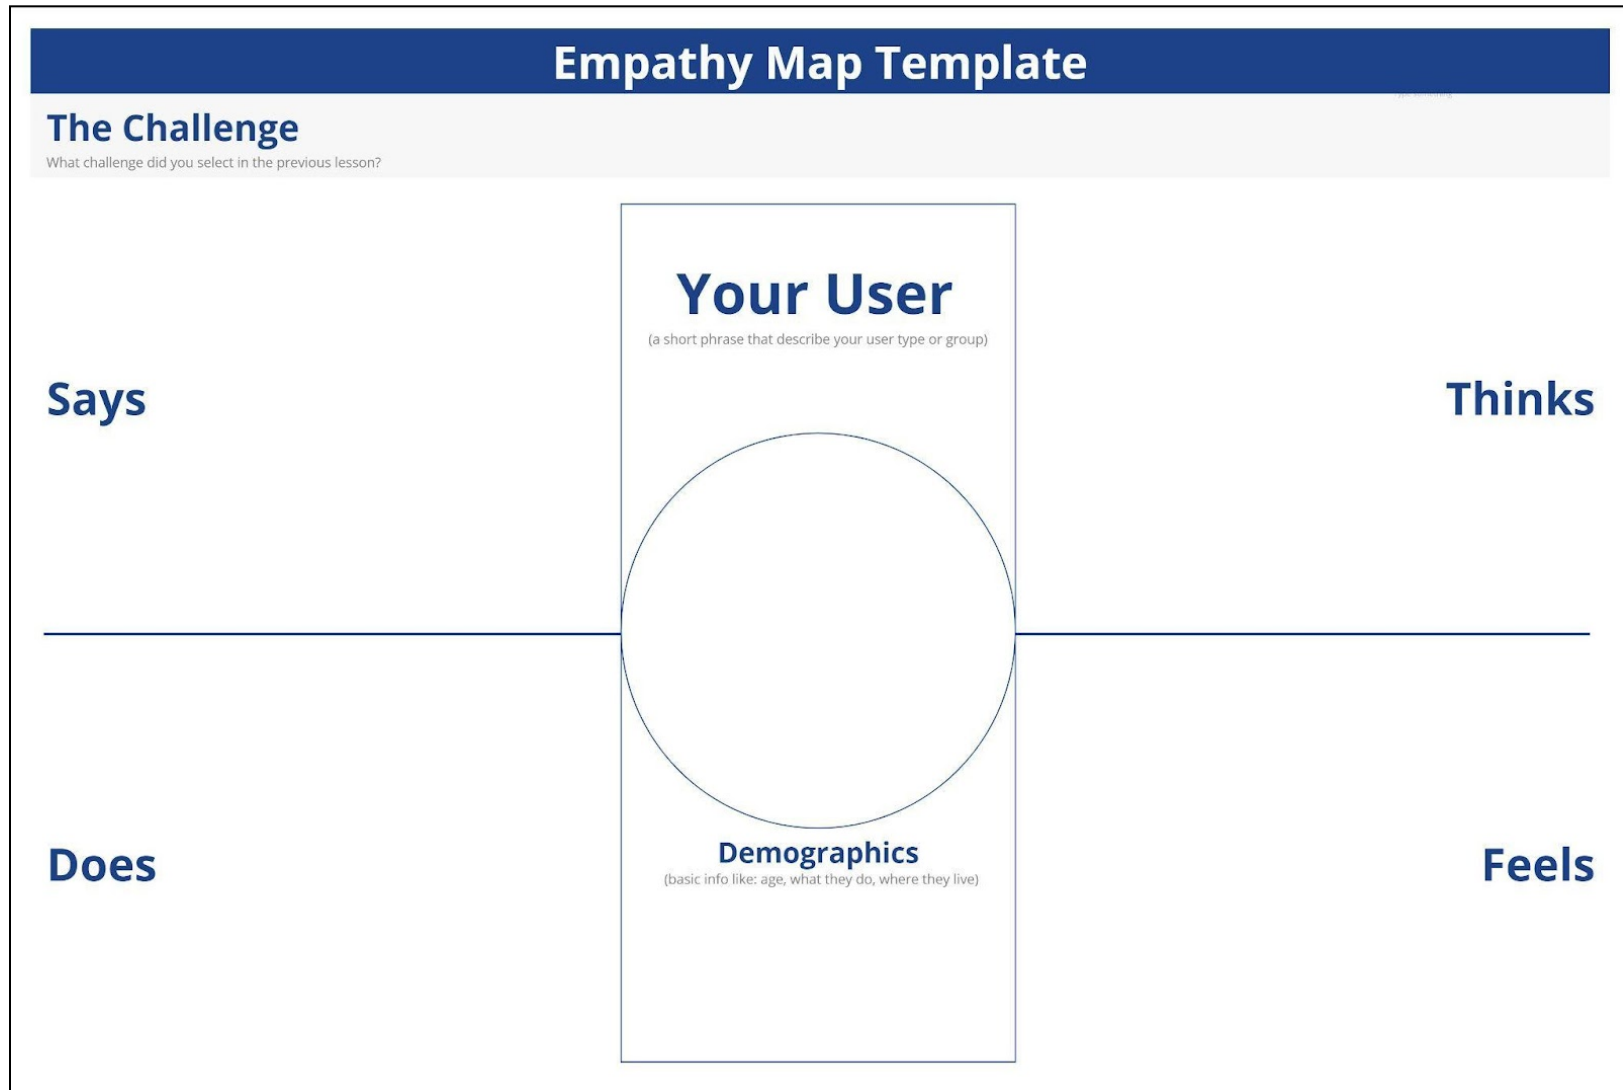 Empathy Map Template
The Challenge
What challenge did you select in the previous lesson?
Your User
(a short phrase that describe your user type or group)
Says
Thinks
Does
Demographics
(basic info like: age, what they do, where they live)
Feels